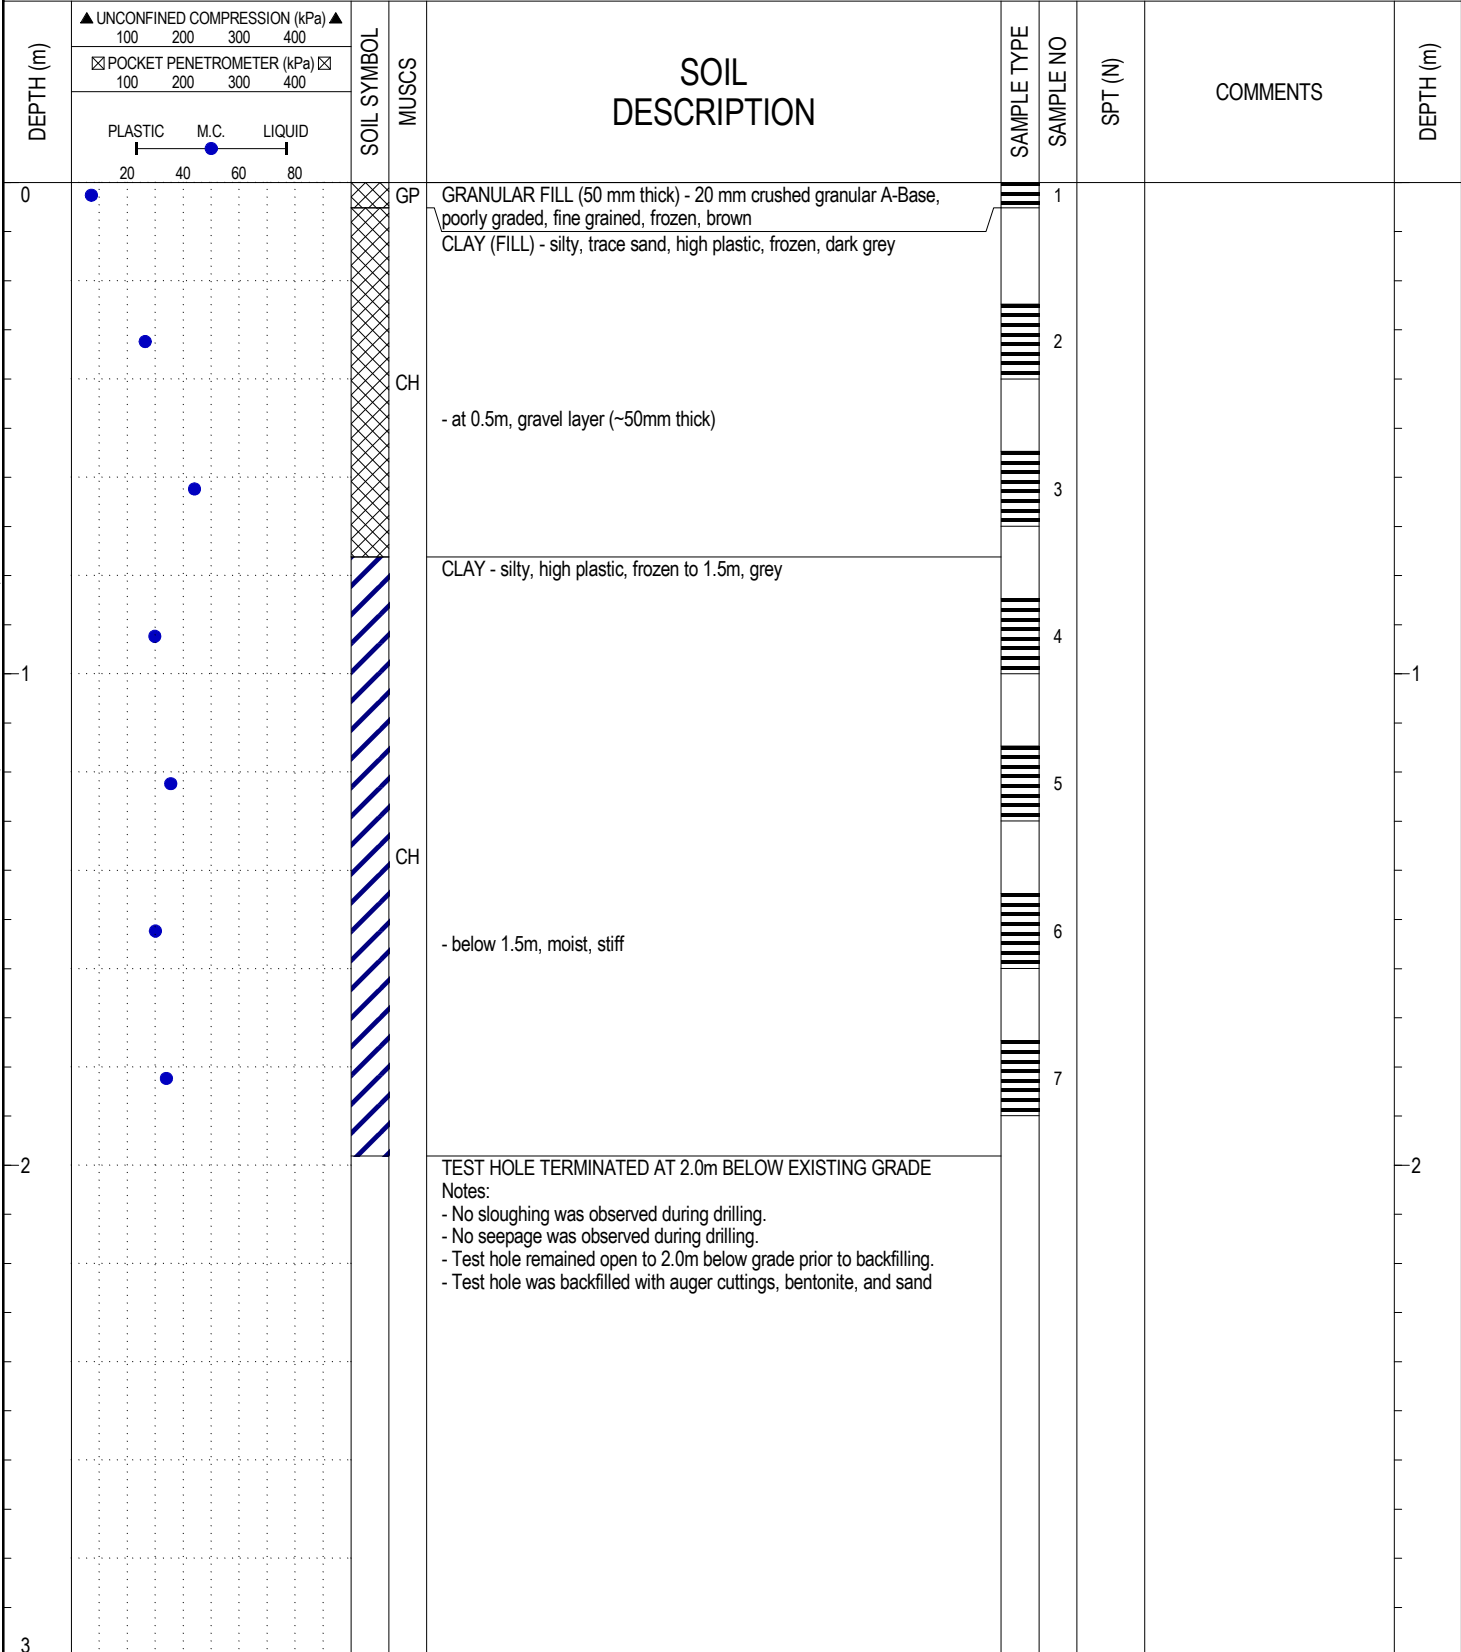 DEPTH (m)
▲ UNCONFINED COMPRESSION (kPa) ▲
100 200 300 400
☒ POCKET PENETROMETER (kPa) ☒
100 200 300 400
PLASTIC M.C. LIQUID
20 40 60 80
SOIL SYMBOL
MUSCS
SOIL
DESCRIPTION
SAMPLE TYPE
SAMPLE NO
SPT (N)
COMMENTS
DEPTH (m)
0
GP
GRANULAR FILL (50 mm thick) - 20 mm crushed granular A-Base,
poorly graded, fine grained, frozen, brown
1
CLAY (FILL) - silty, trace sand, high plastic, frozen, dark grey
2
CH
- at 0.5m, gravel layer (~50mm thick)
3
CLAY - silty, high plastic, frozen to 1.5m, grey
4
1
1
5
CH
6
- below 1.5m, moist, stiff
7
2
2
TEST HOLE TERMINATED AT 2.0m BELOW EXISTING GRADE
Notes:
- No sloughing was observed during drilling.
- No seepage was observed during drilling.
- Test hole remained open to 2.0m below grade prior to backfilling.
- Test hole was backfilled with auger cuttings, bentonite, and sand
3